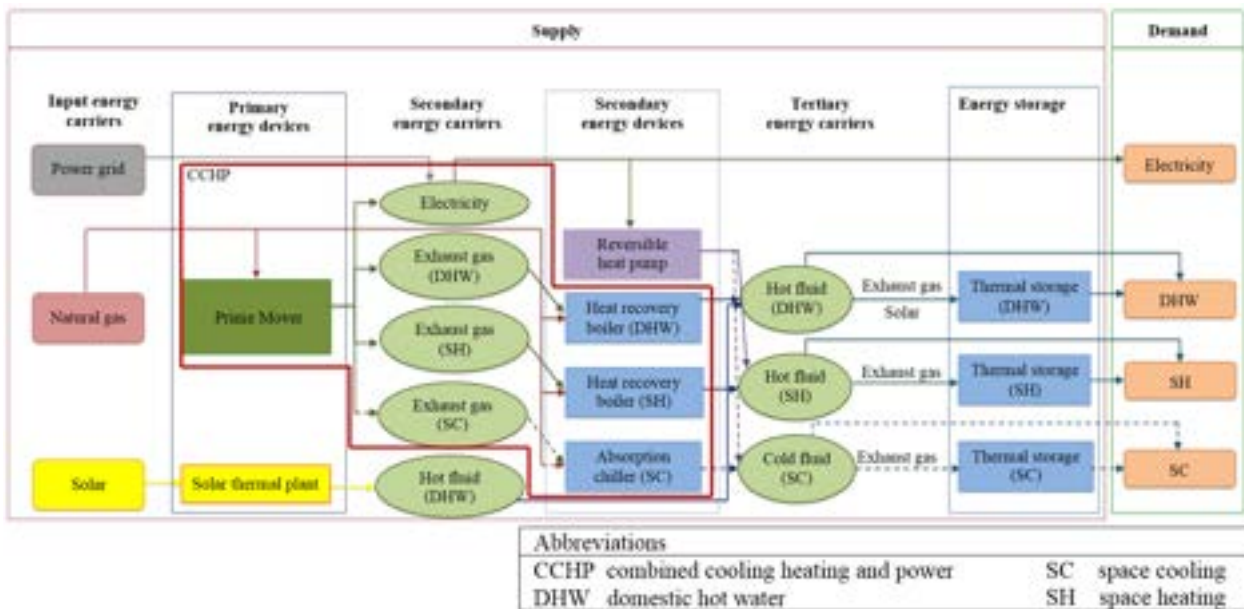 Supply
Demand
Input energy
carriers
Primary
energy devices
Secondary
energy carriers
Secondary
energy devices
Tertiary
energy carriers
Energy storage
Power grid
CCHP
Electricity
Electricity
Exhaust gas
(DHW)
Reversible
heat pump
Natural gas
Prime Mover
Heat recovery
boiler (DHW)
Hot fluid
(DHW)
Exhaust gas
Solar
Thermal storage
(DHW)
DHW
Exhaust gas
(SH)
Heat recovery
boiler (SH)
Hot fluid
(SH)
Exhaust gas
Thermal storage
(SH)
SH
Exhaust gas
(SC)
Absorption
chiller (SC)
Cold fluid
(SC)
Exhaust gas
Thermal storage
(SC)
SC
Solar
Solar thermal plant
Hot fluid
(DHW)
Abbreviations
CCHP combined cooling heating and power SC space cooling
DHW domestic hot water SH space heating